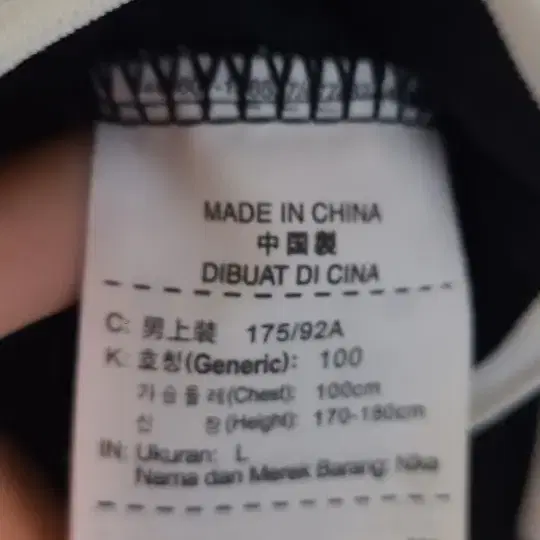 MADE IN CHINA
中国製
DIBUAT DI CINA
C: 男上装 175/92A
K: 호칭(Generic): 100
가슴둘레(Chest): 100cm
신 장(Height): 170-180cm
IN: Ukuran: L
Nama dan Merek Barang: Nike